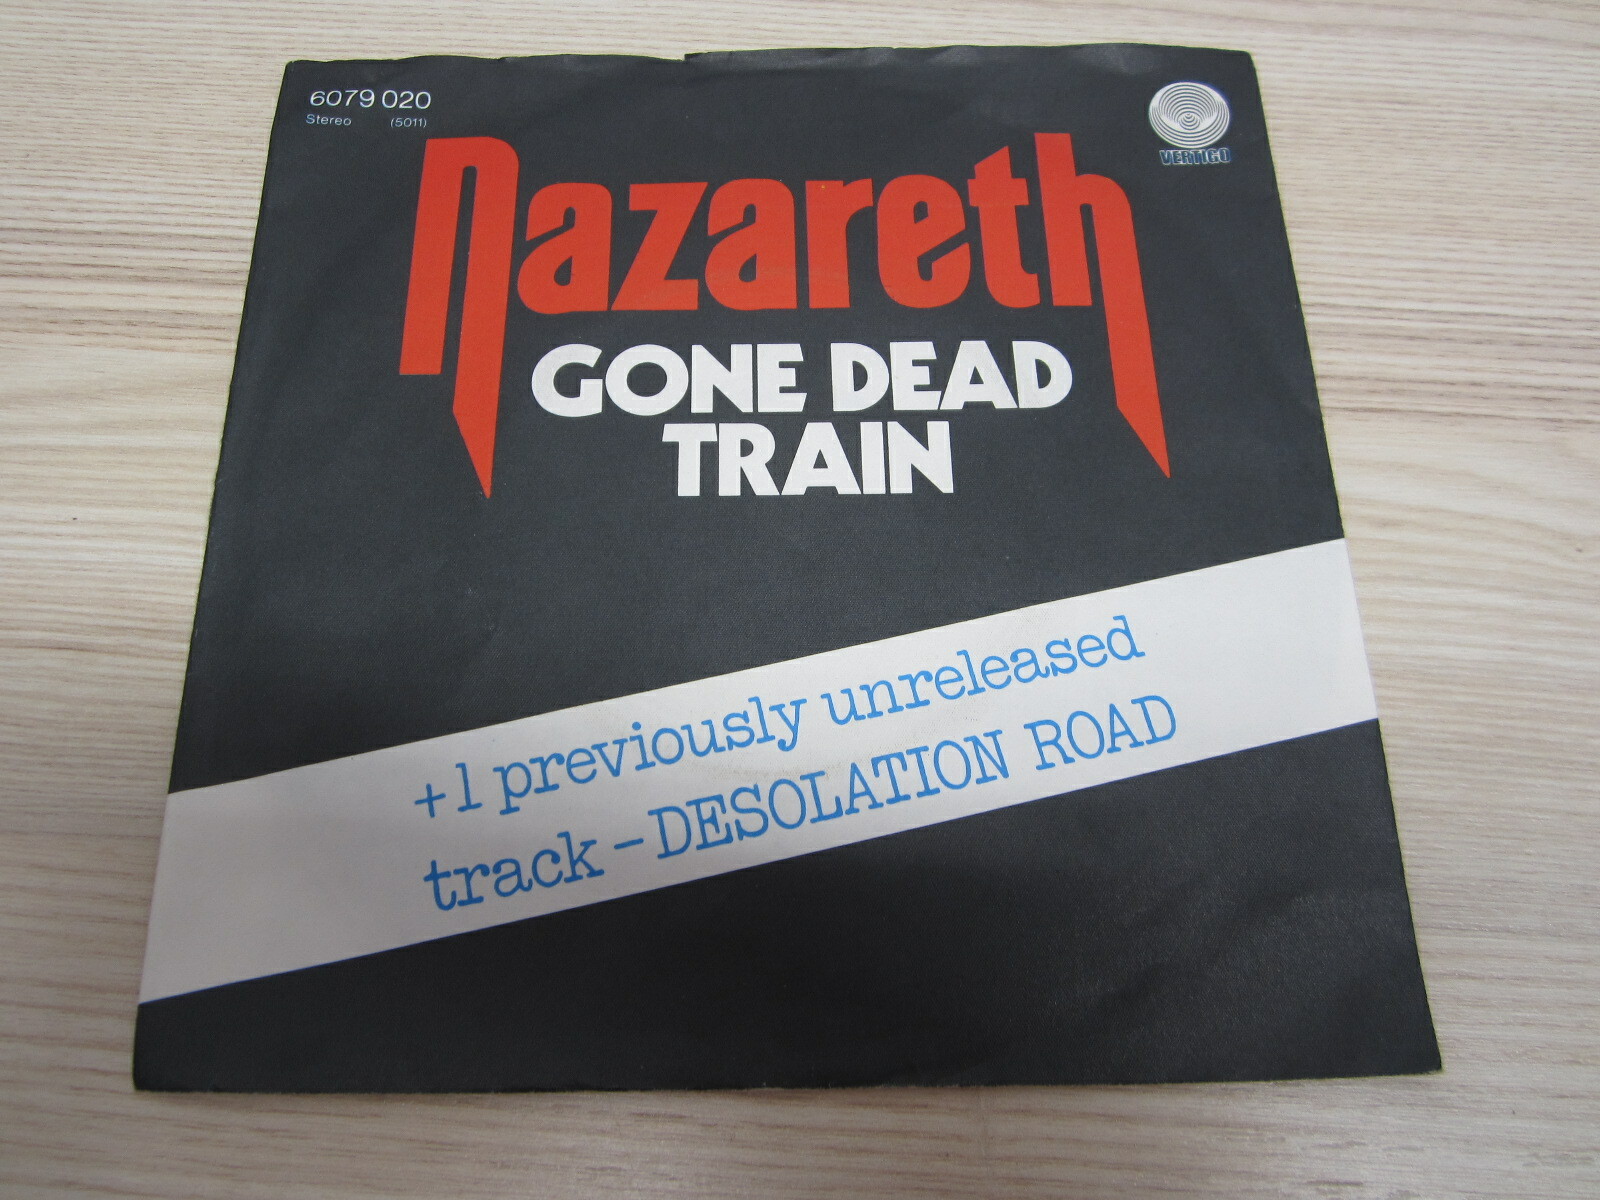 6079 020
Stereo (5011)
VERTIGO
Nazareth
GONE DEAD
TRAIN
+1 previously unreleased
track – DESOLATION ROAD